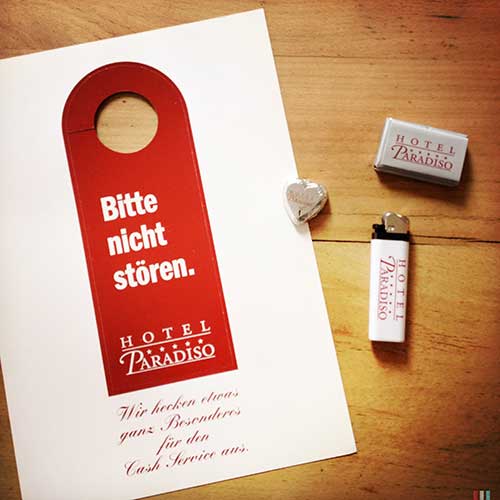 Bitte
nicht
stören.
HOTEL
PARADISO
Wir hecken etwas
ganz Besonderes
für den
Cash Service aus.
HOTEL
PARADISO
HOTEL
PARADISO